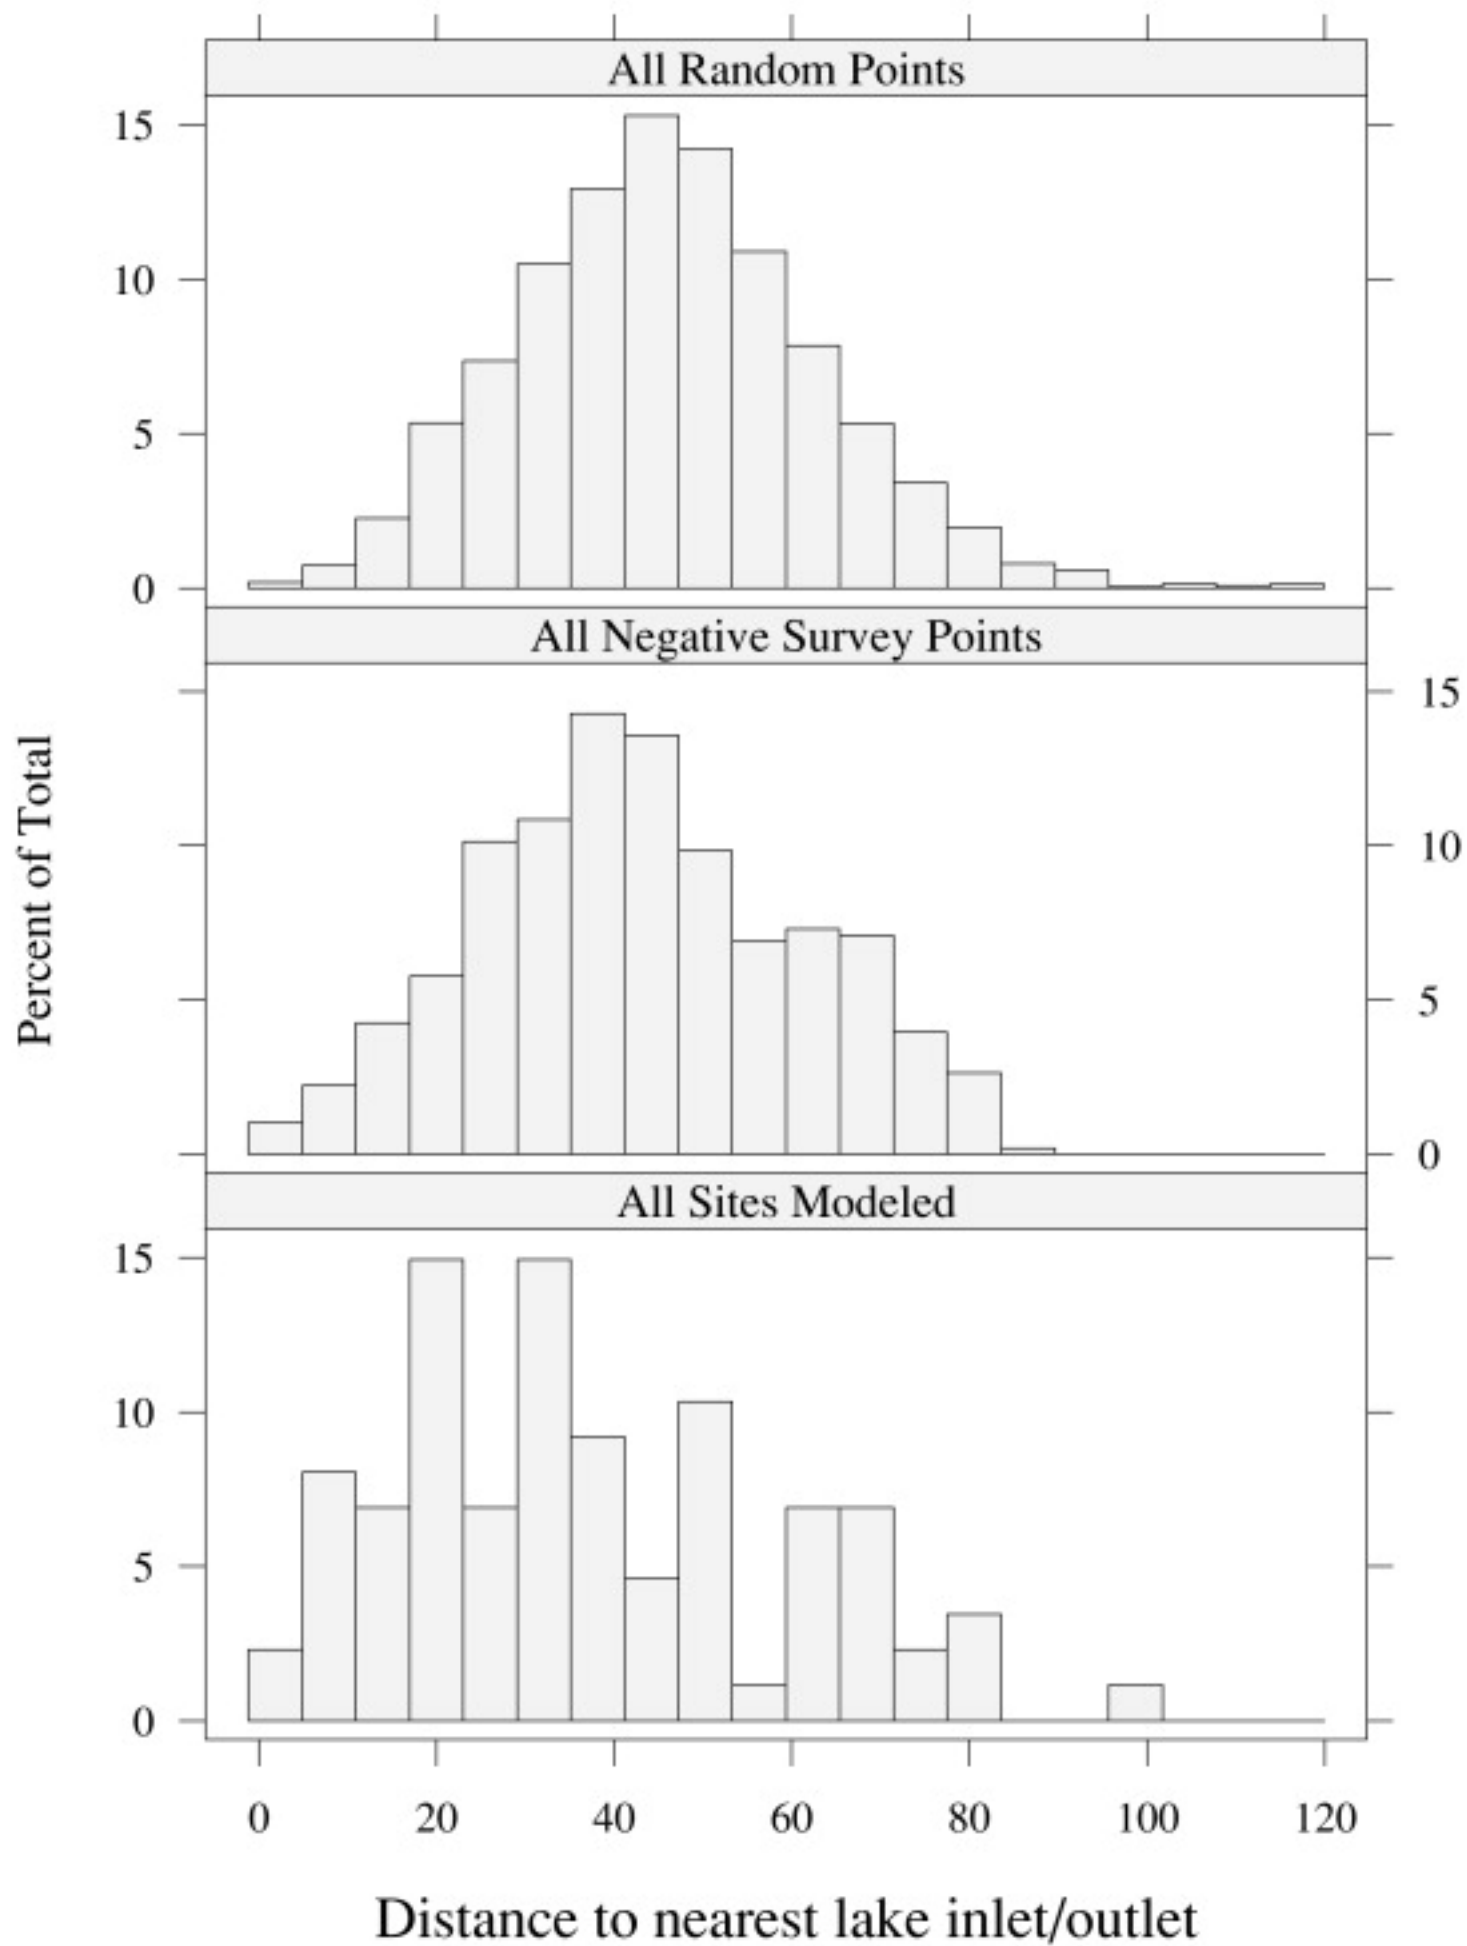 All Random Points
15
10
5
0
All Negative Survey Points
15
10
5
0
Percent of Total
All Sites Modeled
15
10
5
0
0 20 40 60 80 100 120
Distance to nearest lake inlet/outlet